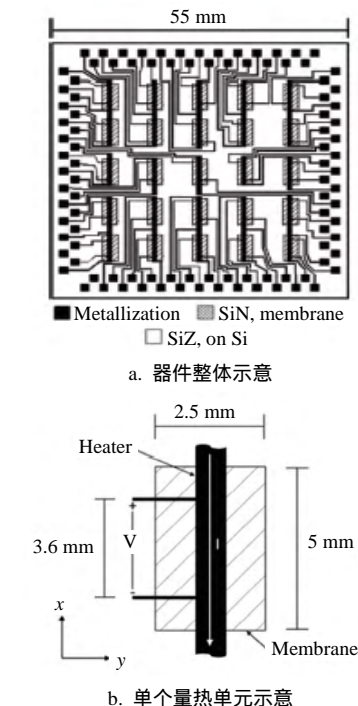 55 mm
Metallization SiN, membrane
SiZ, on Si
a. 器件整体示意
2.5 mm
Heater
+
3.6 mm V I 5 mm
-
x
y
Membrane
b. 单个量热单元示意